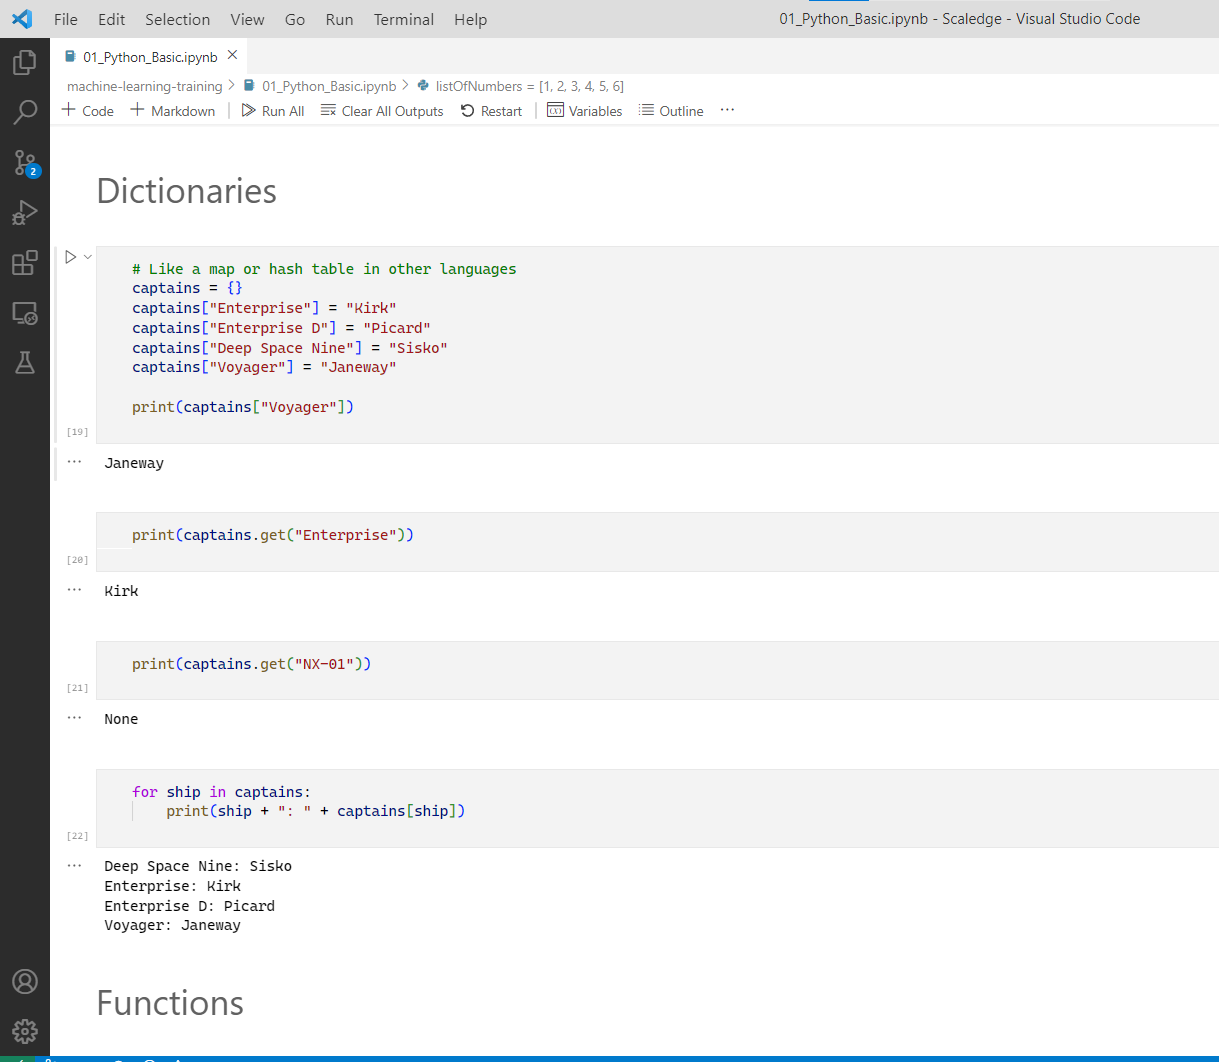 File Edit Selection View Go Run Terminal Help
01_Python_Basic.ipynb - Scaledge - Visual Studio Code
01_Python_Basic.ipynb
machine-learning-training > 01_Python_Basic.ipynb > listOfNumbers = [1, 2, 3, 4, 5, 6]
+ Code + Markdown | Run All Clear All Outputs Restart | Variables Outline ...
2
Dictionaries
# Like a map or hash table in other languages
captains = {}
captains["Enterprise"] = "Kirk"
captains["Enterprise D"] = "Picard"
captains["Deep Space Nine"] = "Sisko"
captains["Voyager"] = "Janeway"
print(captains["Voyager"])
[19]
Janeway
print(captains.get("Enterprise"))
[20]
Kirk
print(captains.get("NX-01"))
[21]
None
for ship in captains:
    print(ship + ": " + captains[ship])
[22]
Deep Space Nine: Sisko
Enterprise: Kirk
Enterprise D: Picard
Voyager: Janeway
Functions